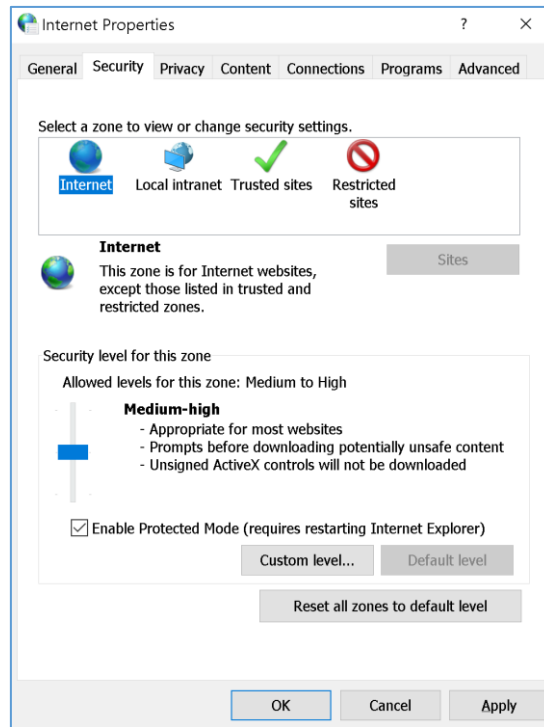 Internet Properties
?
General Security Privacy Content Connections Programs Advanced
Select a zone to view or change security settings.
Internet Local intranet Trusted sites Restricted
sites
Internet
This zone is for Internet websites,
except those listed in trusted and
restricted zones.
Sites
Security level for this zone
Allowed levels for this zone: Medium to High
Medium-high
- Appropriate for most websites
- Prompts before downloading potentially unsafe content
- Unsigned ActiveX controls will not be downloaded
Enable Protected Mode (requires restarting Internet Explorer)
Custom level... Default level
Reset all zones to default level
OK Cancel Apply